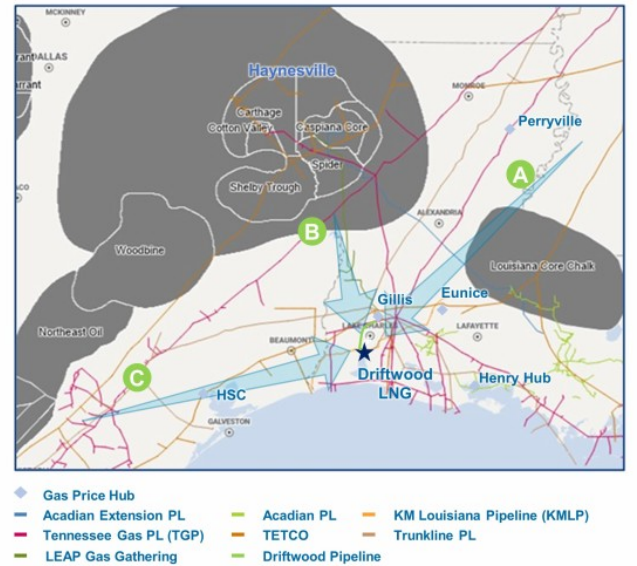 MCKINNEY
DALLAS
Haynesville
Carthage
Cotton Valley
Caspiana Core
Spider
Shelby Trough
MONROE
Perryville
A
ALEXANDRIA
B
Woodbine
Louisiana Core Chalk
Gillis
Eunice
Northeast Oil
BEAUMONT
LAKE CHARLES
LAFAYETTE
C
HSC
Driftwood
LNG
Henry Hub
GALVESTON
Gas Price Hub
Acadian Extension PL
Acadian PL
KM Louisiana Pipeline (KMLP)
Tennessee Gas PL (TGP)
TETCO
Trunkline PL
LEAP Gas Gathering
Driftwood Pipeline